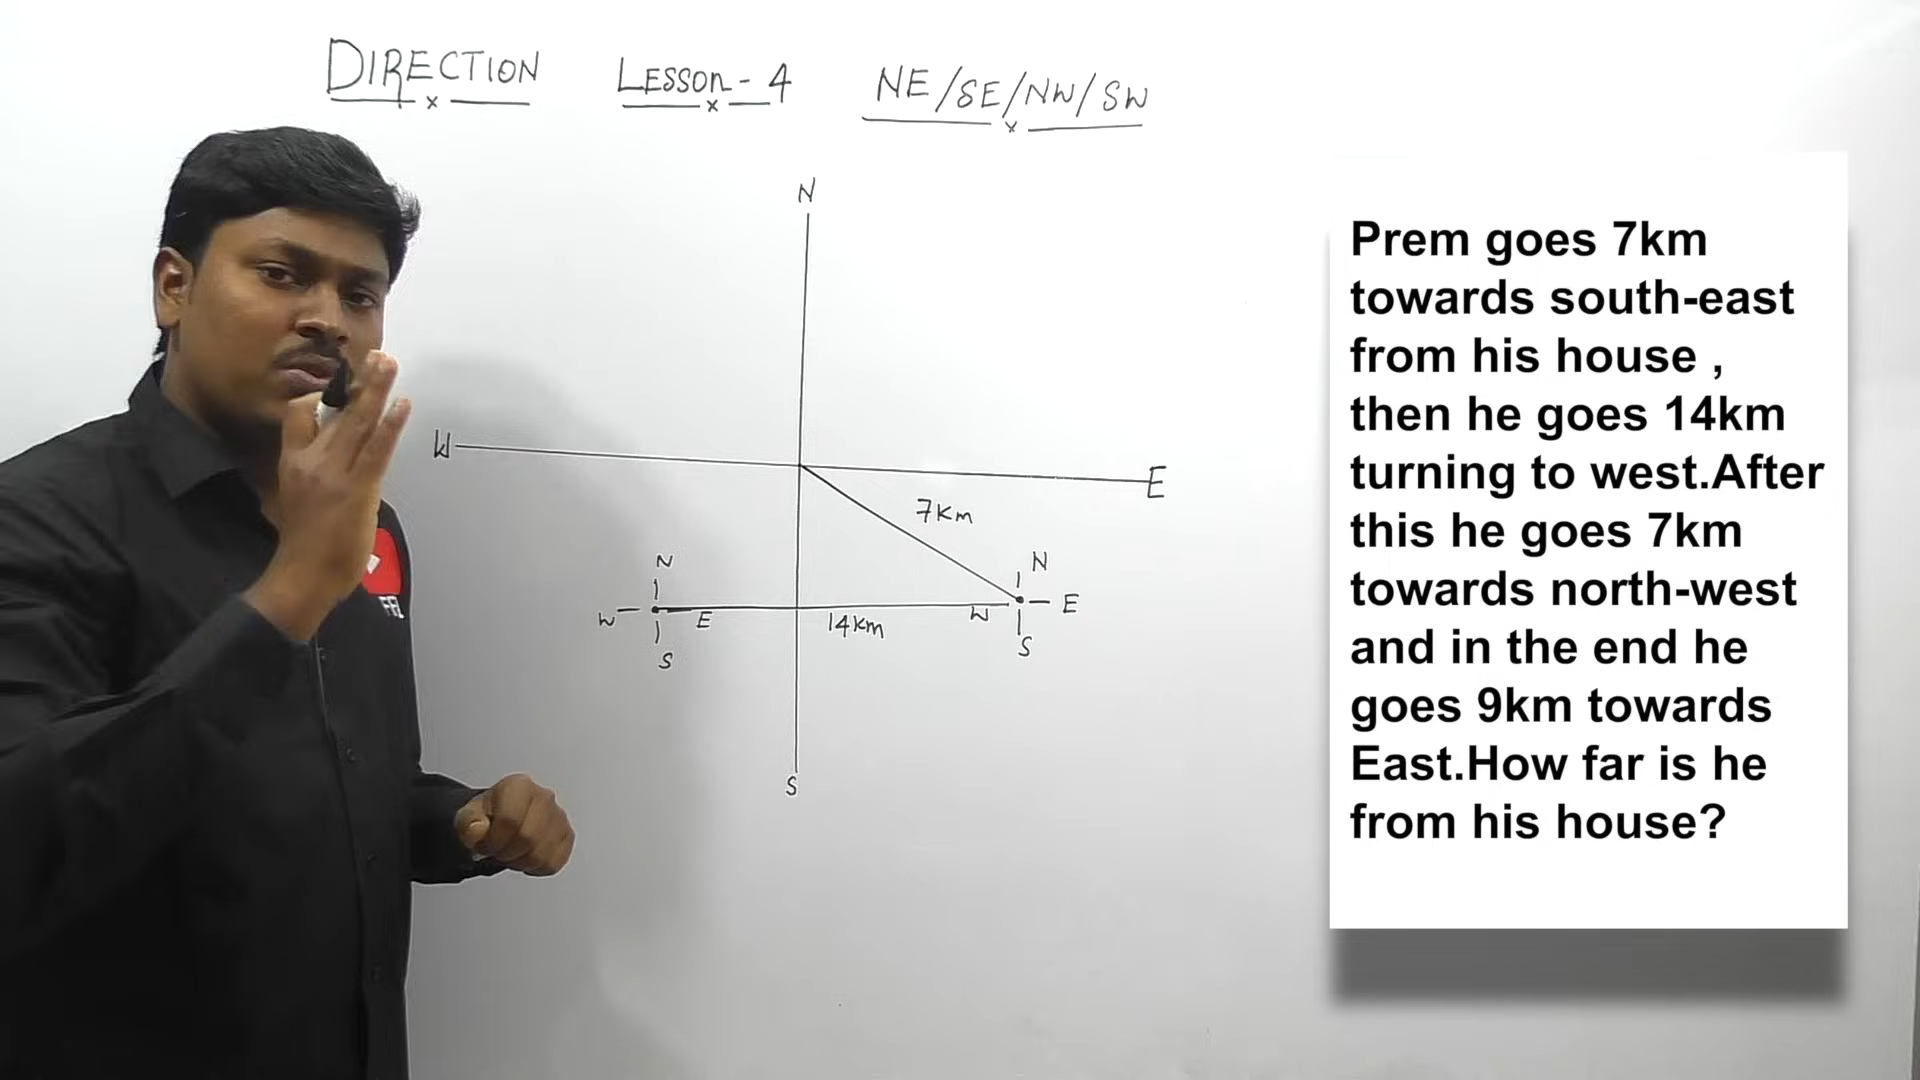 DIRECTION LESSON - 4 NE/SE/NW/SW
N
W
E
7km
N
N
W
E
W
E
14km
S
S
S
Prem goes 7km
towards south-east
from his house ,
then he goes 14km
turning to west.After
this he goes 7km
towards north-west
and in the end he
goes 9km towards
East.How far is he
from his house?